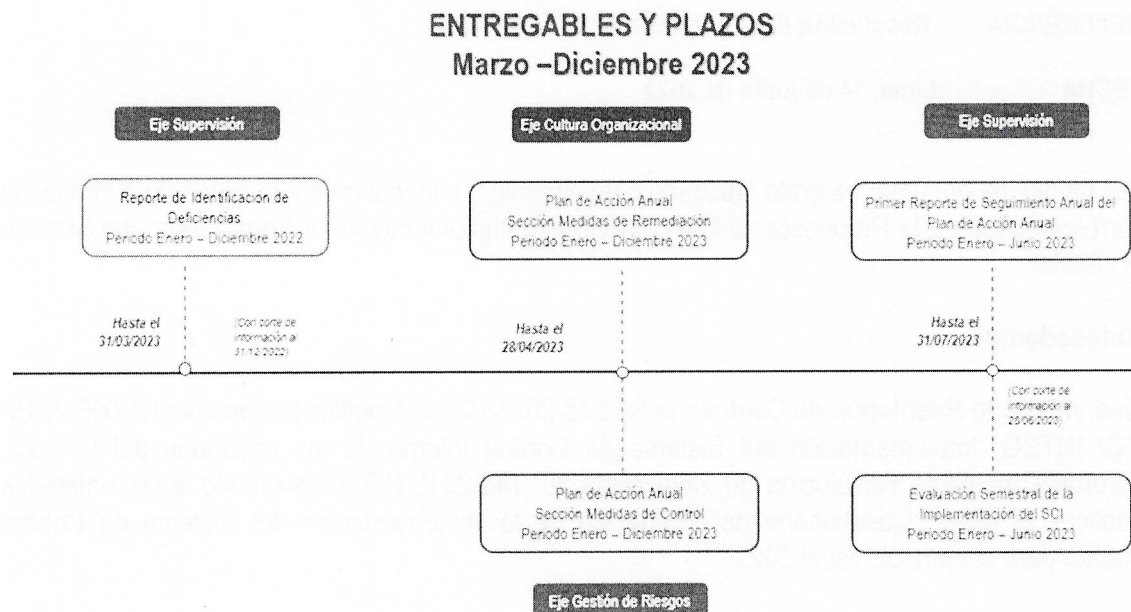 ENTREGABLES Y PLAZOS
Marzo –Diciembre 2023
Eje Supervisión
Eje Cultura Organizacional
Eje Supervisión
Reporte de Identificación de
Deficiencias
Periodo Enero – Diciembre 2022
Plan de Acción Anual
Sección Medidas de Remediación
Periodo Enero – Diciembre 2023
Primer Reporte de Seguimiento Anual del
Plan de Acción Anual
Periodo Enero - Junio 2023
Hasta el
31/03/2023
(Con corte de
información al
31/12/2022)
Hasta el
28/04/2023
Hasta el
31/07/2023
(Con corte de
información al
Plan de Acción Anual
Sección Medidas de Control
Periodo Enero – Diciembre 2023
Evaluación Semestral de la
Implementación del SCI
Periodo Enero – Junio 2023
Eje Gestión de Riesgos